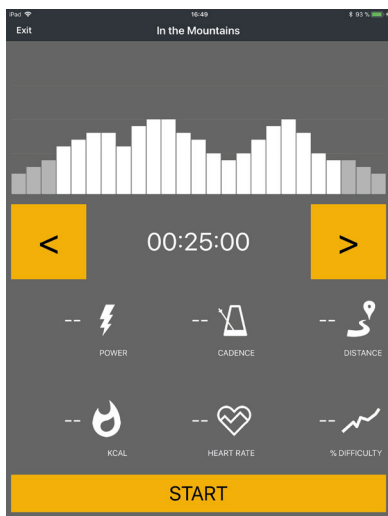 iPad 16:49 93 %
Exit In the Mountains
< 00:25:00 >
-- -- --
POWER CADENCE DISTANCE
-- -- --
KCAL HEART RATE % DIFFICULTY
START